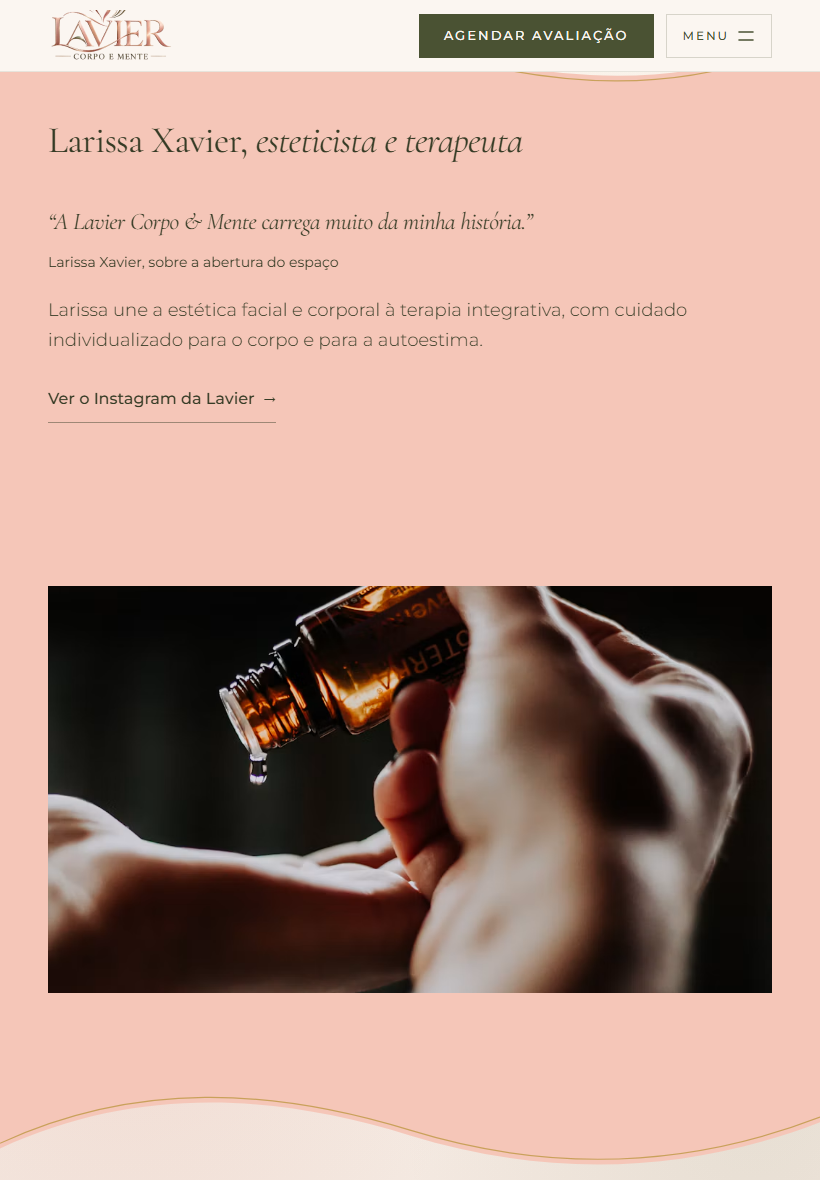 LAVIER
CORPO E MENTE
AGENDAR AVALIAÇÃO
MENU
Larissa Xavier, esteticista e terapeuta
“A Lavier Corpo & Mente carrega muito da minha história.”
Larissa Xavier, sobre a abertura do espaço
Larissa une a estética facial e corporal à terapia integrativa, com cuidado
individualizado para o corpo e para a autoestima.
Ver o Instagram da Lavier →